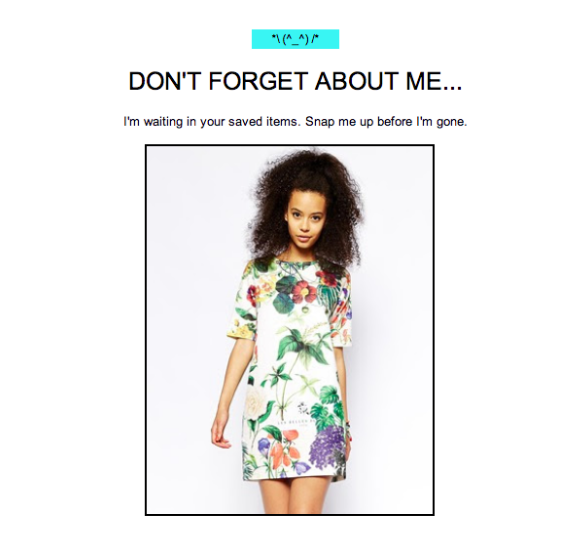 *\ (^_^) /*
DON'T FORGET ABOUT ME...
I'm waiting in your saved items. Snap me up before I'm gone.